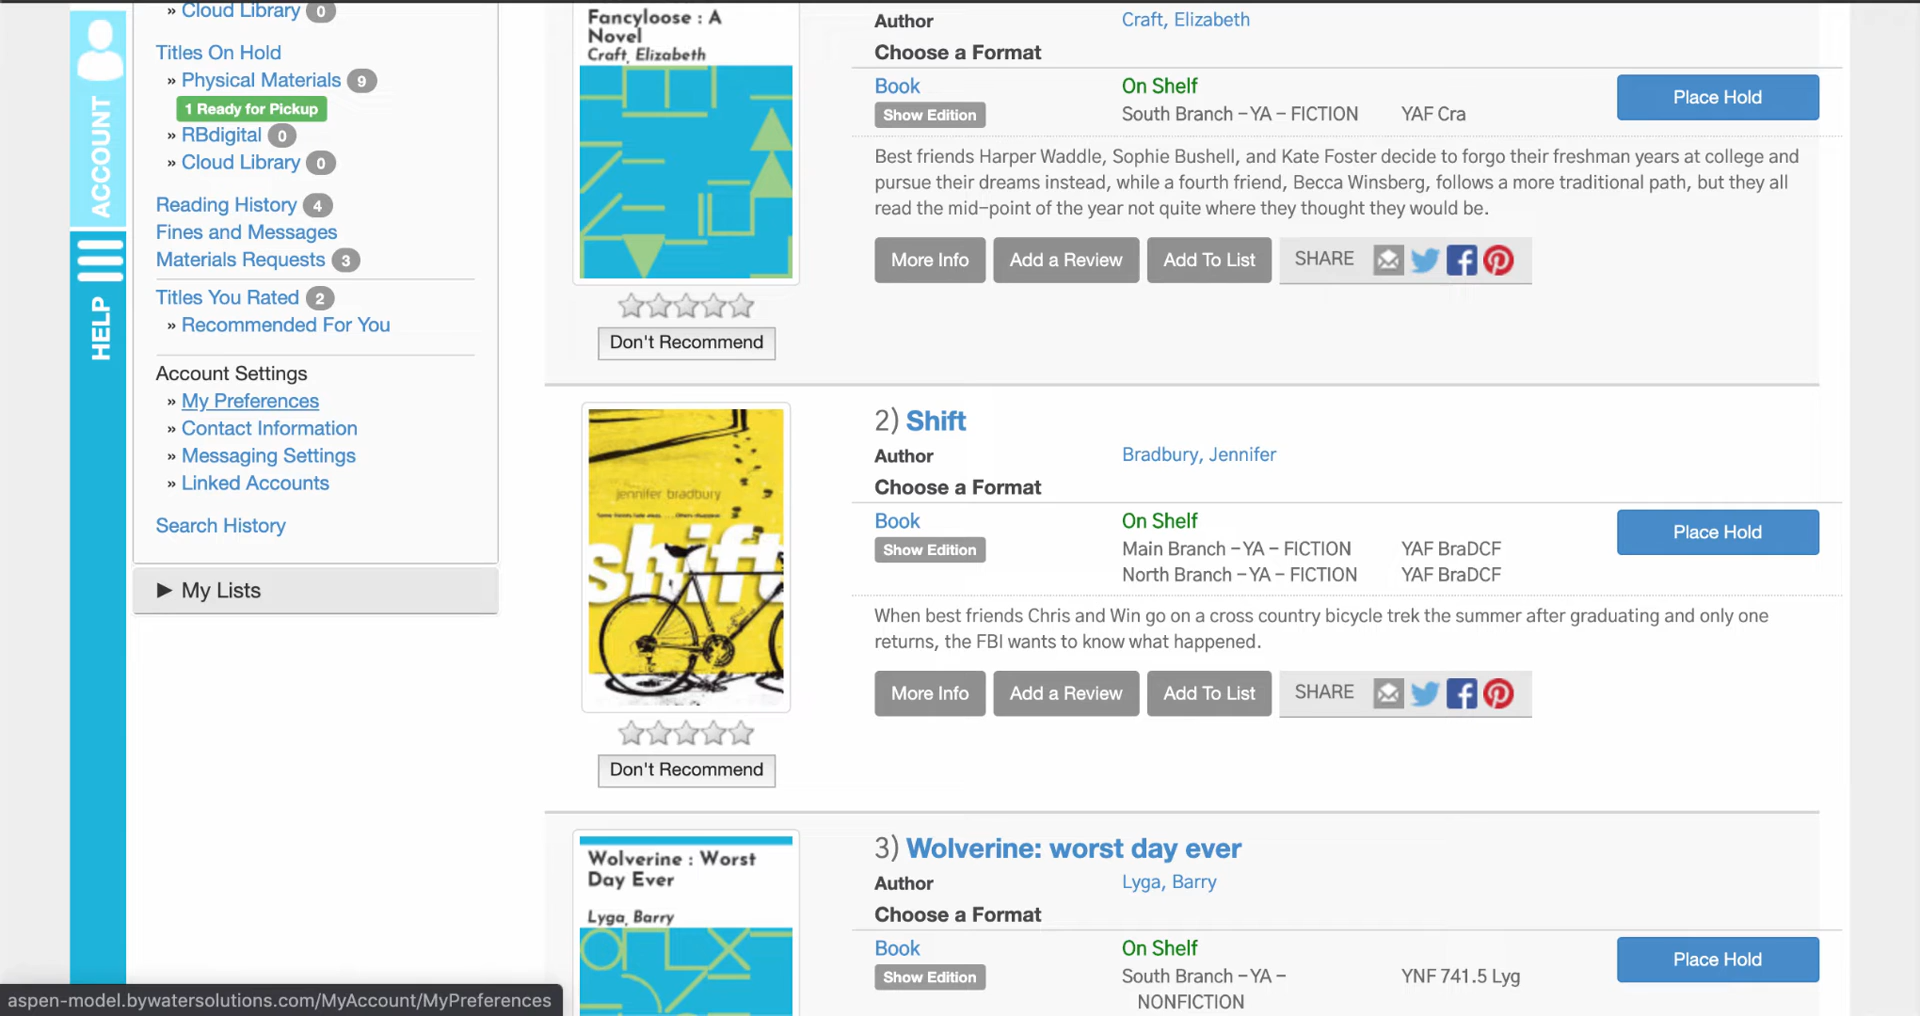 Cloud Library 0
Titles On Hold
» Physical Materials 9
1 Ready for Pickup
» RBdigital 0
» Cloud Library 0
Reading History 4
Fines and Messages
Materials Requests 3
Titles You Rated 2
» Recommended For You
Account Settings
» My Preferences
» Contact Information
» Messaging Settings
» Linked Accounts
Search History
► My Lists
ACCOUNT
HELP
Fancyloose : A
Novel
Craft, Elizabeth
Don't Recommend
Author Craft, Elizabeth
Choose a Format
Book On Shelf Place Hold
Show Edition South Branch – YA – FICTION YAF Cra
Best friends Harper Waddle, Sophie Bushell, and Kate Foster decide to forgo their freshman years at college and
pursue their dreams instead, while a fourth friend, Becca Winsberg, follows a more traditional path, but they all
read the mid-point of the year not quite where they thought they would be.
More Info Add a Review Add To List SHARE
jennifer bradbury
shift
Don't Recommend
2) Shift
Author Bradbury, Jennifer
Choose a Format
Book On Shelf Place Hold
Show Edition Main Branch – YA – FICTION YAF BraDCF
North Branch – YA – FICTION YAF BraDCF
When best friends Chris and Win go on a cross country bicycle trek the summer after graduating and only one
returns, the FBI wants to know what happened.
More Info Add a Review Add To List SHARE
Wolverine : Worst
Day Ever
Lyga, Barry
3) Wolverine: worst day ever
Author Lyga, Barry
Choose a Format
Book On Shelf Place Hold
Show Edition South Branch – YA – YNF 741.5 Lyg
NONFICTION
aspen-model.bywatersolutions.com/MyAccount/MyPreferences